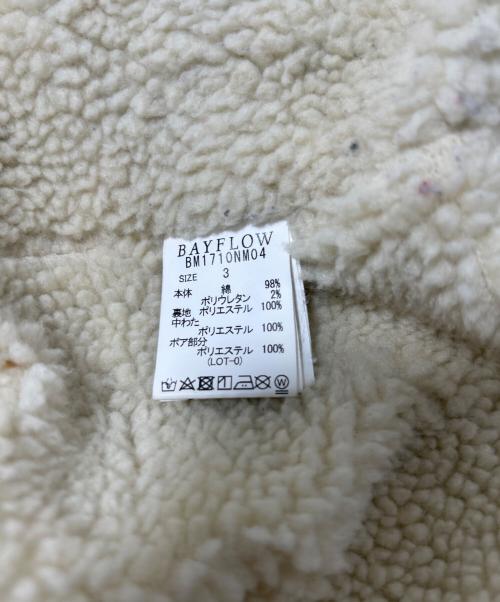 BAYFLOW
BM1710NM04
SIZE 3
本体 綿 98%
ポリウレタン 2%
裏地 ポリエステル 100%
中わた
ポリエステル 100%
ボア部分
ポリエステル 100%
(LOT-0)